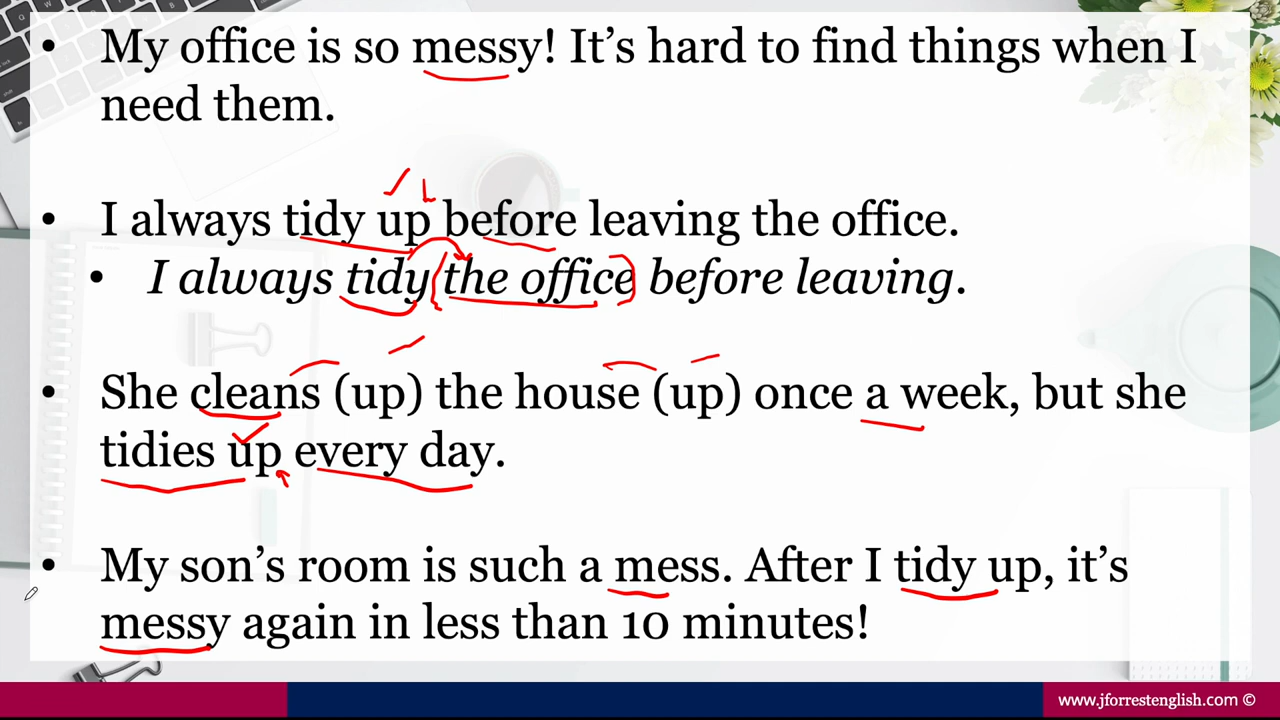 • My office is so messy! It’s hard to find things when I
need them.
• I always tidy up before leaving the office.
• I always tidy the office before leaving.
• She cleans (up) the house (up) once a week, but she
tidies up every day.
• My son’s room is such a mess. After I tidy up, it’s
messy again in less than 10 minutes!
www.jforrestenglish.com ©